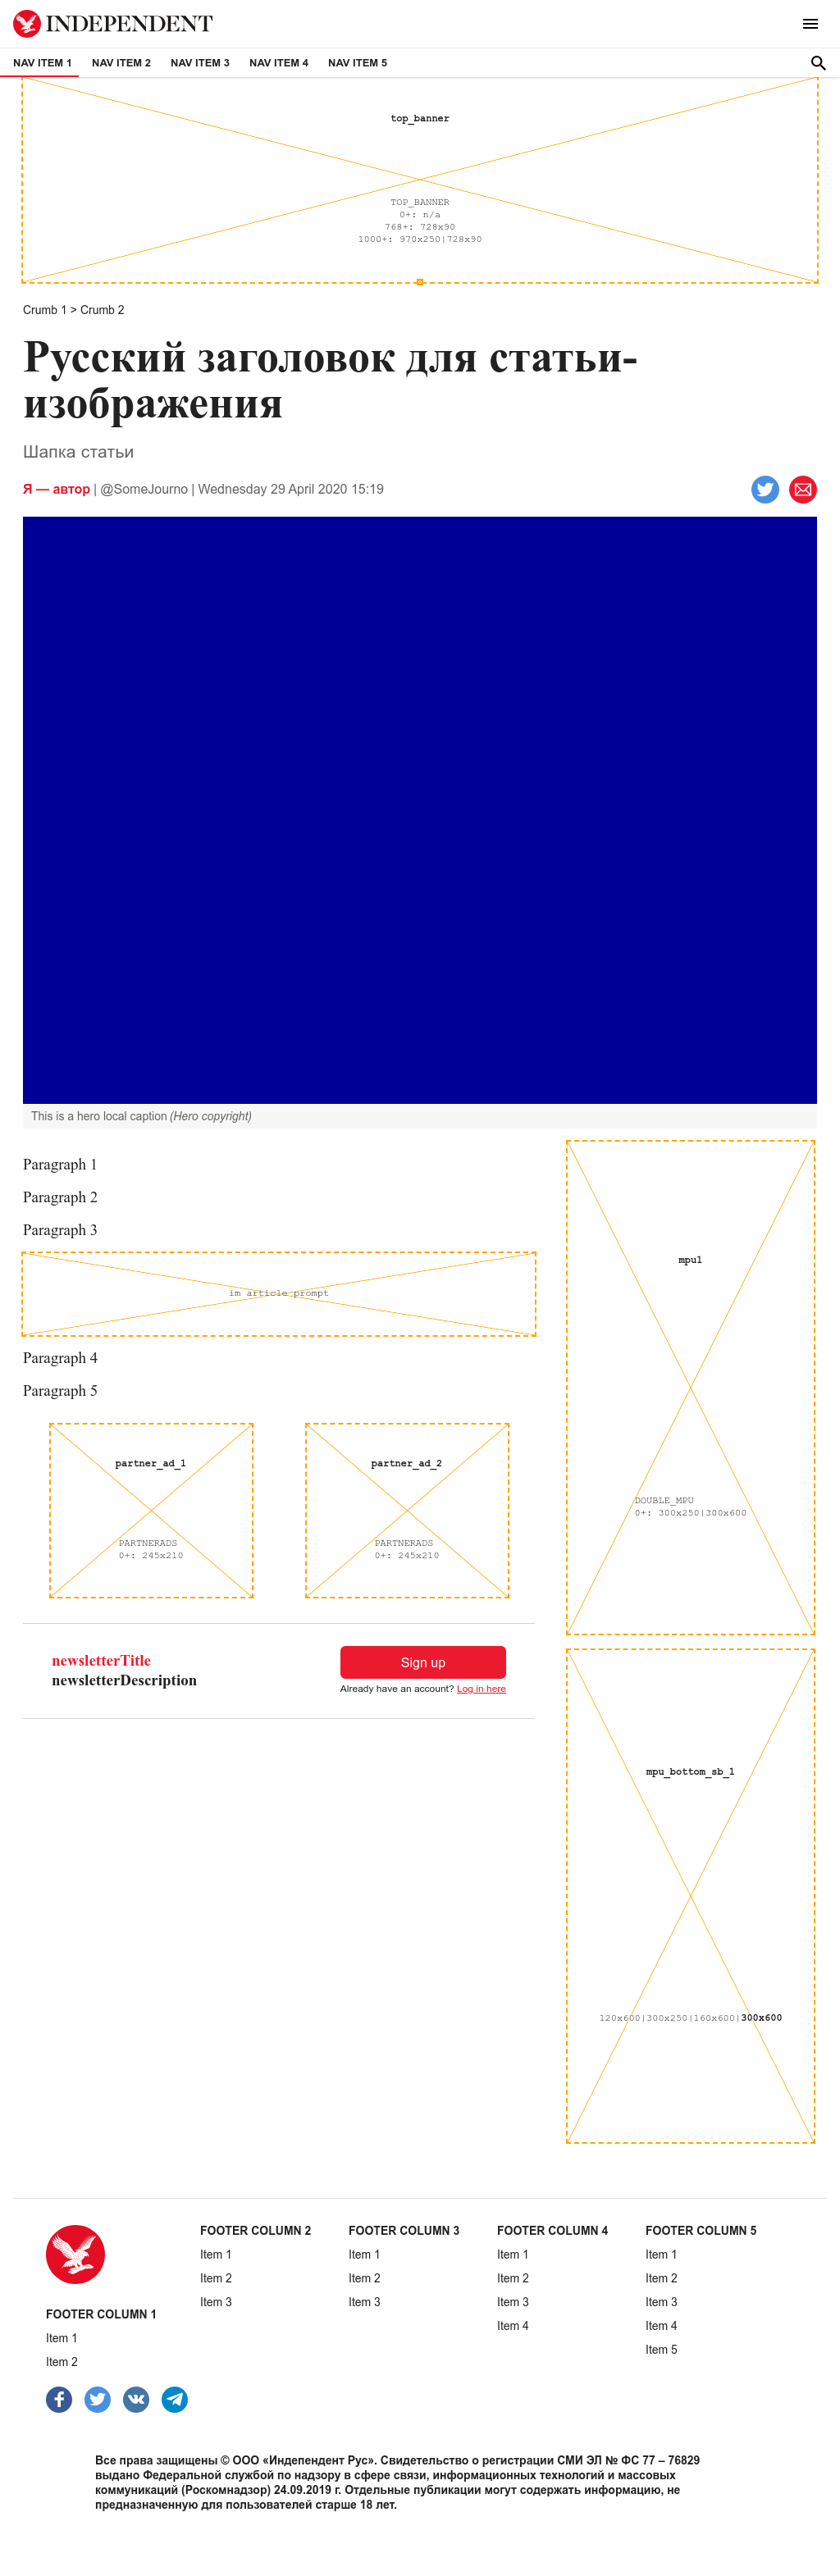 INDEPENDENT
NAV ITEM 1 NAV ITEM 2 NAV ITEM 3 NAV ITEM 4 NAV ITEM 5
top_banner
TOP_BANNER
0+: n/a
768+: 728x90
1000+: 970x250|728x90
Crumb 1 > Crumb 2
Русский заголовок для статьи-
изображения
Шапка статьи
Я — автор | @SomeJourno | Wednesday 29 April 2020 15:19
This is a hero local caption (Hero copyright)
Paragraph 1
Paragraph 2
Paragraph 3
im article prompt
Paragraph 4
Paragraph 5
partner_ad_1
PARTNERADS
0+: 245x210
partner_ad_2
PARTNERADS
0+: 245x210
newsletterTitle
newsletterDescription
Sign up
Already have an account? Log in here
mpu1
DOUBLE_MPU
0+: 300x250|300x600
mpu_bottom_sb_1
120x600|300x250|160x600|300x600
FOOTER COLUMN 1
Item 1
Item 2
FOOTER COLUMN 2
Item 1
Item 2
Item 3
FOOTER COLUMN 3
Item 1
Item 2
Item 3
FOOTER COLUMN 4
Item 1
Item 2
Item 3
Item 4
FOOTER COLUMN 5
Item 1
Item 2
Item 3
Item 4
Item 5
Все права защищены © ООО «Индепендент Рус». Свидетельство о регистрации СМИ ЭЛ № ФС 77 – 76829
выдано Федеральной службой по надзору в сфере связи, информационных технологий и массовых
коммуникаций (Роскомнадзор) 24.09.2019 г. Отдельные публикации могут содержать информацию, не
предназначенную для пользователей старше 18 лет.